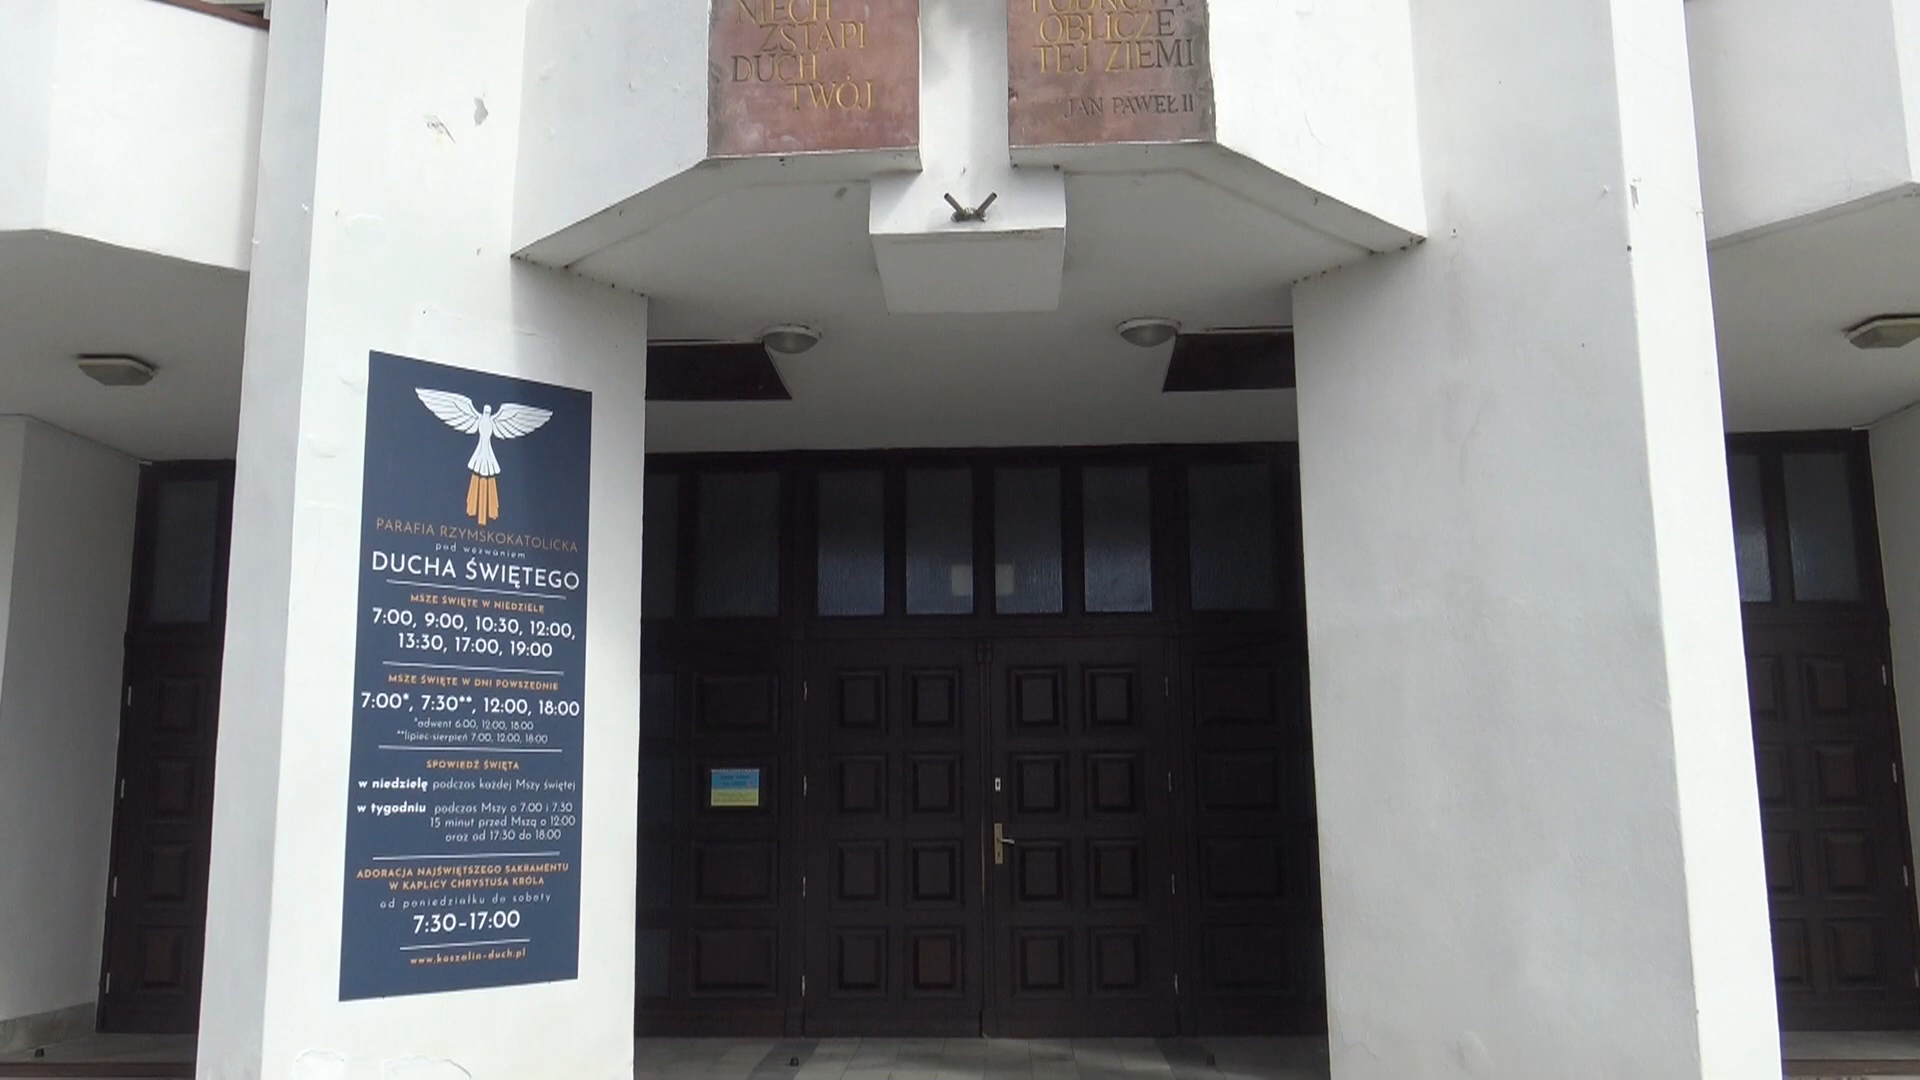 NIECH
ZSTĄPI
DUCH
TWÓJ
OBLICZE
TEJ ZIEMI
JAN PAWEŁ II
PARAFIA RZYMSKOKATOLICKA
pod wezwaniem
DUCHA ŚWIĘTEGO
MSZE ŚWIĘTE W NIEDZIELE
7:00, 9:00, 10:30, 12:00,
13:30, 17:00, 19:00
MSZE ŚWIĘTE W DNI POWSZEDNIE
7:00*, 7:30**, 12:00, 18:00
*adwent 6.00, 12:00, 18:00
**lipiec-sierpień 7:00, 12:00, 18:00
SPOWIEDŹ ŚWIĘTA
w niedzielę podczas każdej Mszy świętej
w tygodniu podczas Mszy o 7:00 i 7:30
15 minut przed Mszą o 12:00
oraz od 17:30 do 18:00
ADORACJA NAJŚWIĘTSZEGO SAKRAMENTU
W KAPLICY CHRYSTUSA KRÓLA
od poniedziałku do soboty
7:30-17:00
www.koszalin-duch.pl